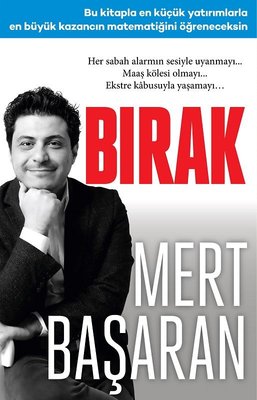 Bu kitapla en küçük yatırımlarla
en büyük kazancın matematiğini öğreneceksin
Her sabah alarmın sesiyle uyanmayı...
Maaş kölesi olmayı...
Ekstre kâbusuyla yaşamayı...
BIRAK
MERT
BAŞARAN